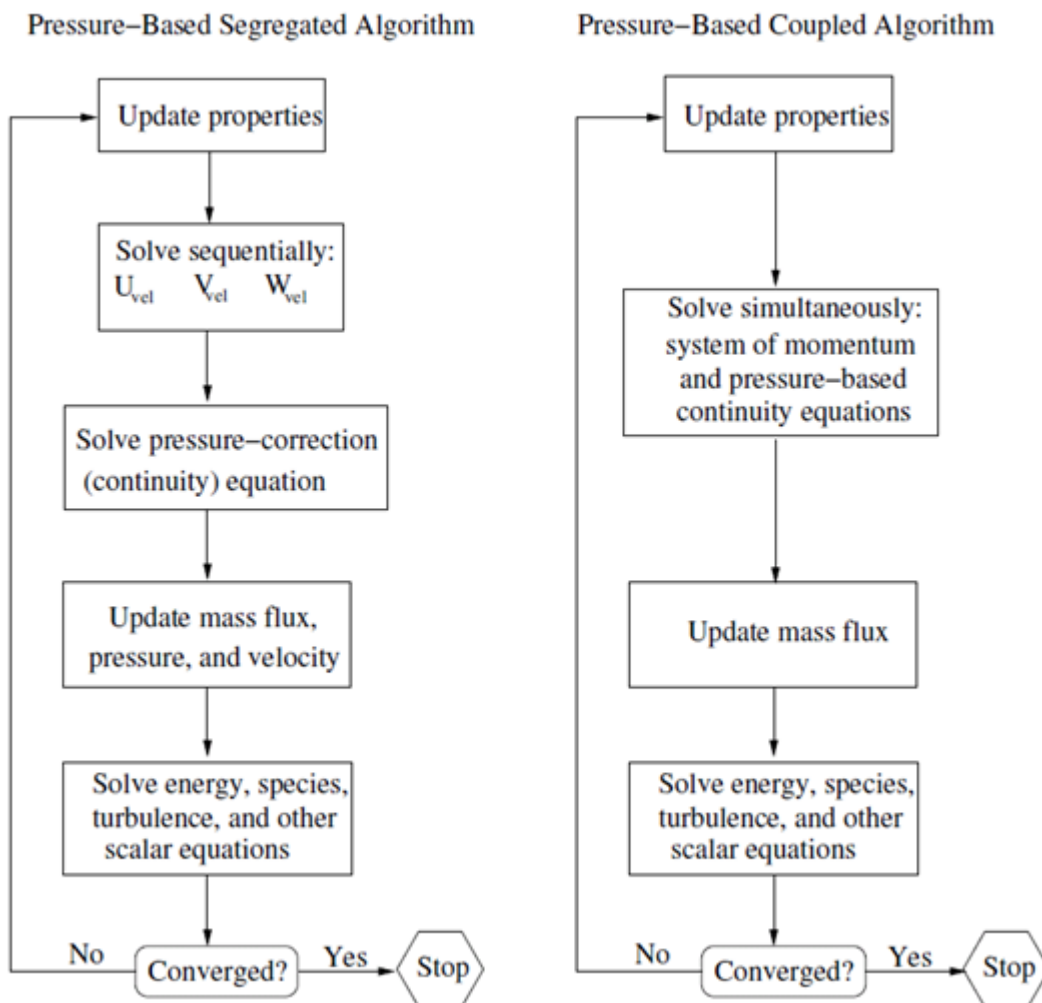 Pressure−Based Segregated Algorithm
Update properties
Solve sequentially:
U_vel V_vel W_vel
Solve pressure−correction
(continuity) equation
Update mass flux,
pressure, and velocity
Solve energy, species,
turbulence, and other
scalar equations
No
Converged?
Yes
Stop
Pressure−Based Coupled Algorithm
Update properties
Solve simultaneously:
system of momentum
and pressure−based
continuity equations
Update mass flux
Solve energy, species,
turbulence, and other
scalar equations
No
Converged?
Yes
Stop